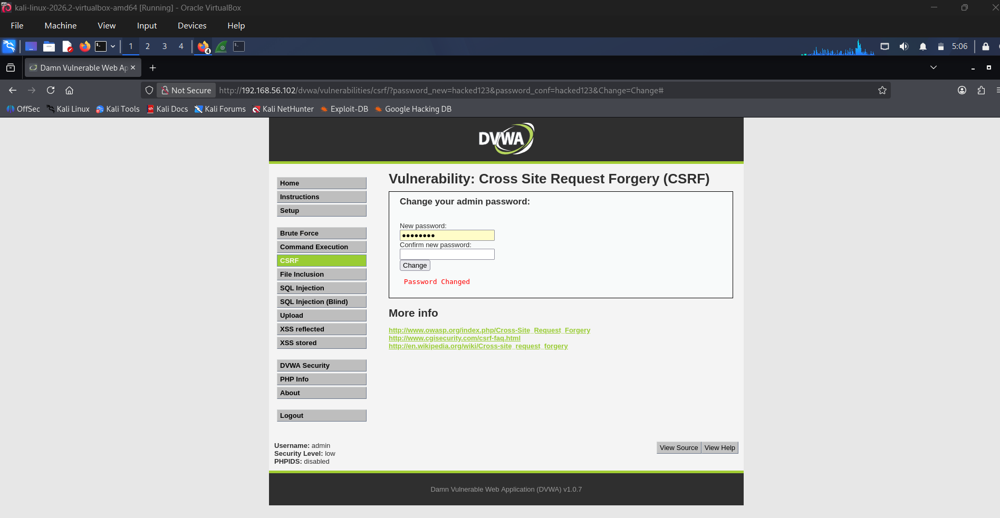 kali-linux-2026.2-virtualbox-amd64 [Running] - Oracle VirtualBox
File Machine View Input Devices Help
1 2 3 4 4 5:06
Damn Vulnerable Web Ap
Not Secure http://192.168.56.102/dvwa/vulnerabilities/csrf/?password_new=hacked123&password_conf=hacked123&Change=Change#
OffSec Kali Linux Kali Tools Kali Docs Kali Forums Kali NetHunter Exploit-DB Google Hacking DB
DVWA
Home
Instructions
Setup
Brute Force
Command Execution
CSRF
File Inclusion
SQL Injection
SQL Injection (Blind)
Upload
XSS reflected
XSS stored
DVWA Security
PHP Info
About
Logout
Vulnerability: Cross Site Request Forgery (CSRF)
Change your admin password:
New password:
●●●●●●●●
Confirm new password:
Change
Password Changed
More info
http://www.owasp.org/index.php/Cross-Site_Request_Forgery
http://www.cgisecurity.com/csrf-faq.html
http://en.wikipedia.org/wiki/Cross-site_request_forgery
Username: admin
Security Level: low
PHPIDS: disabled
View Source View Help
Damn Vulnerable Web Application (DVWA) v1.0.7